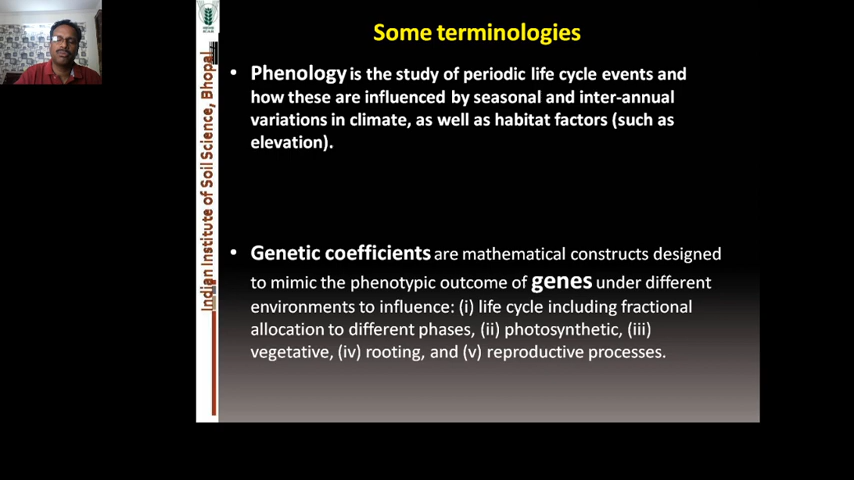 Some terminologies
• Phenology is the study of periodic life cycle events and
how these are influenced by seasonal and inter-annual
variations in climate, as well as habitat factors (such as
elevation).
• Genetic coefficients are mathematical constructs designed
to mimic the phenotypic outcome of genes under different
environments to influence: (i) life cycle including fractional
allocation to different phases, (ii) photosynthetic, (iii)
vegetative, (iv) rooting, and (v) reproductive processes.
Indian Institute of Soil Science, Bhopal